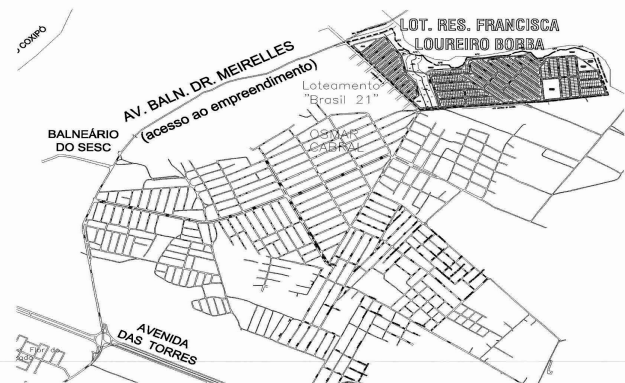 LOT. RES. FRANCISCA
LOUREIRO BORBA
COXIPÓ
AV. BALN. DR. MEIRELLES
(acesso ao empreendimento)
Loteamento
"Brasil 21"
OSMAR
CABRAL
BALNEÁRIO
DO SESC
AVENIDA
DAS TORRES